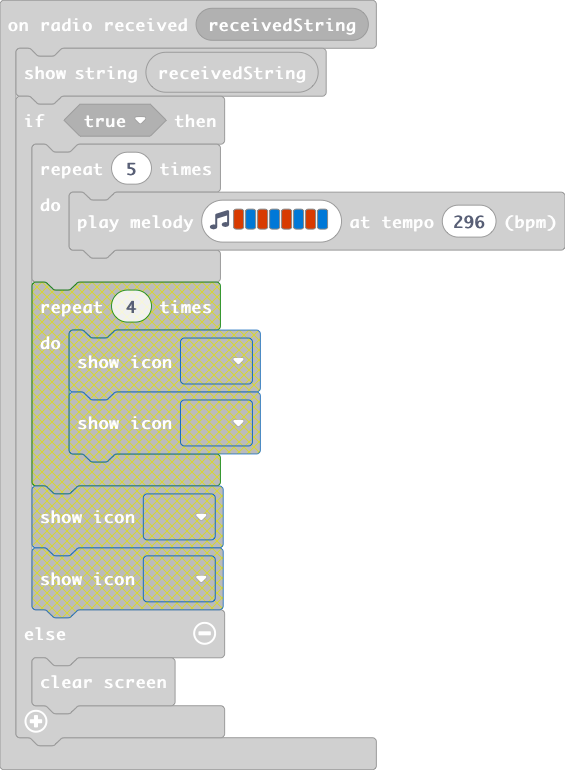 on radio received receivedString
show string receivedString
if true then
repeat 5 times
do
play melody at tempo 296 (bpm)
repeat 4 times
do
show icon
show icon
show icon
show icon
else
clear screen